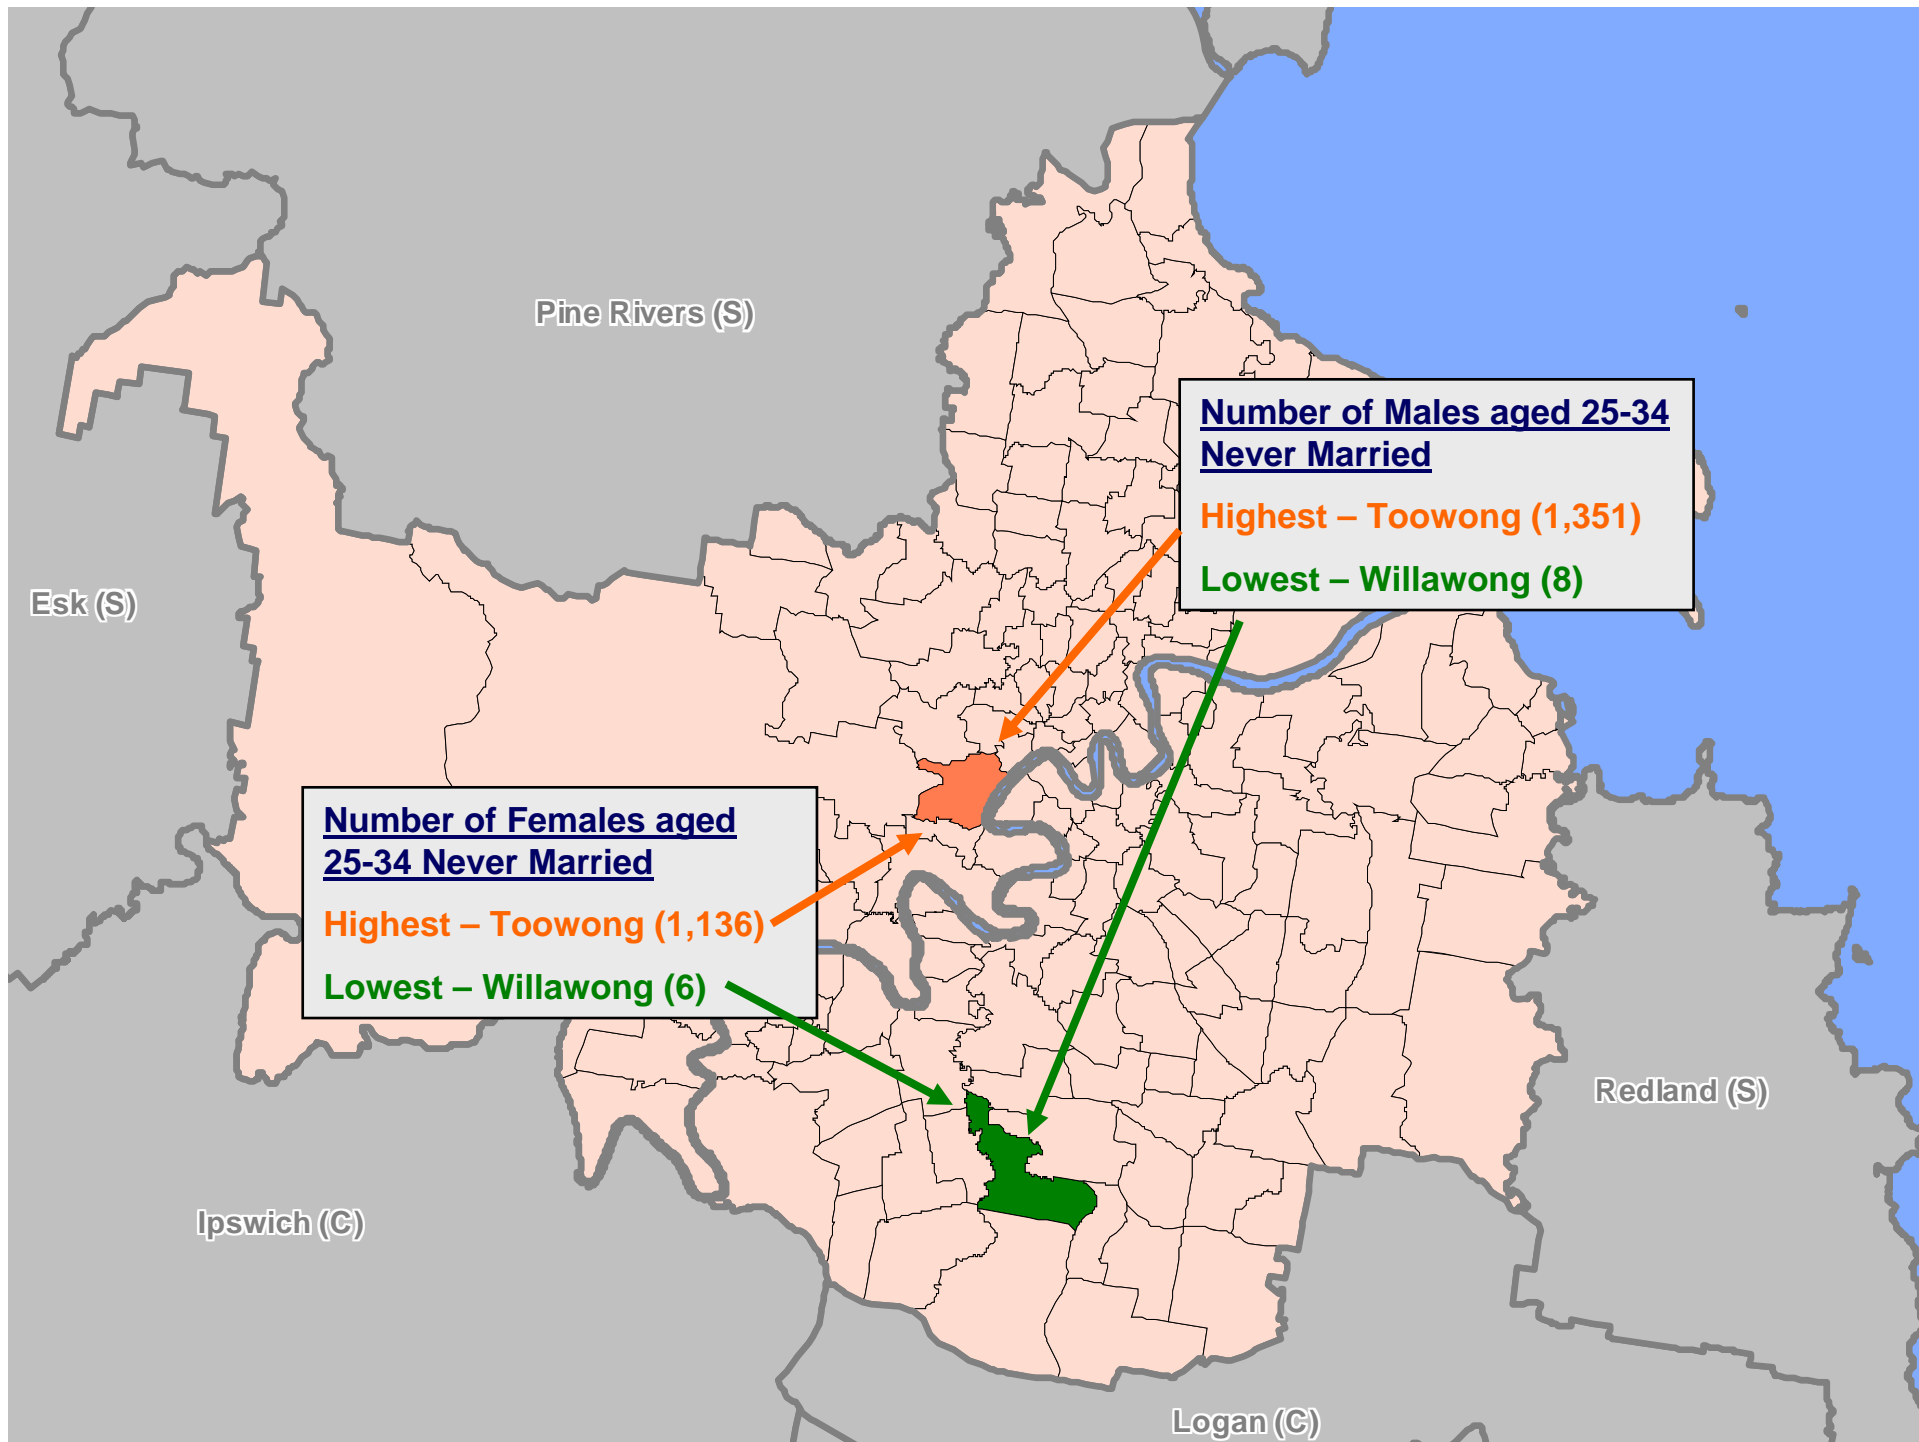 Pine Rivers (S)
Number of Males aged 25-34
Never Married
Highest – Toowong (1,351)
Lowest – Willawong (8)
Esk (S)
Number of Females aged
25-34 Never Married
Highest – Toowong (1,136)
Lowest – Willawong (6)
Redland (S)
Ipswich (C)
Logan (C)